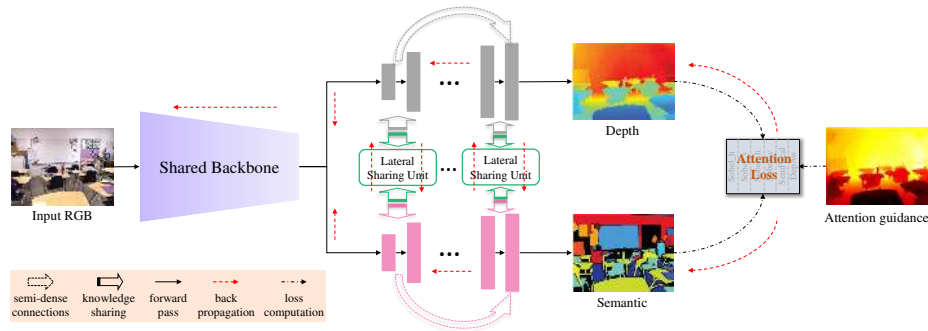 Input RGB
Shared Backbone
Lateral
Sharing Unit
Lateral
Sharing Unit
Depth
Semantic
Attention
Loss
Attention guidance
semi-dense
connections
knowledge
sharing
forward
pass
back
propagation
loss
computation